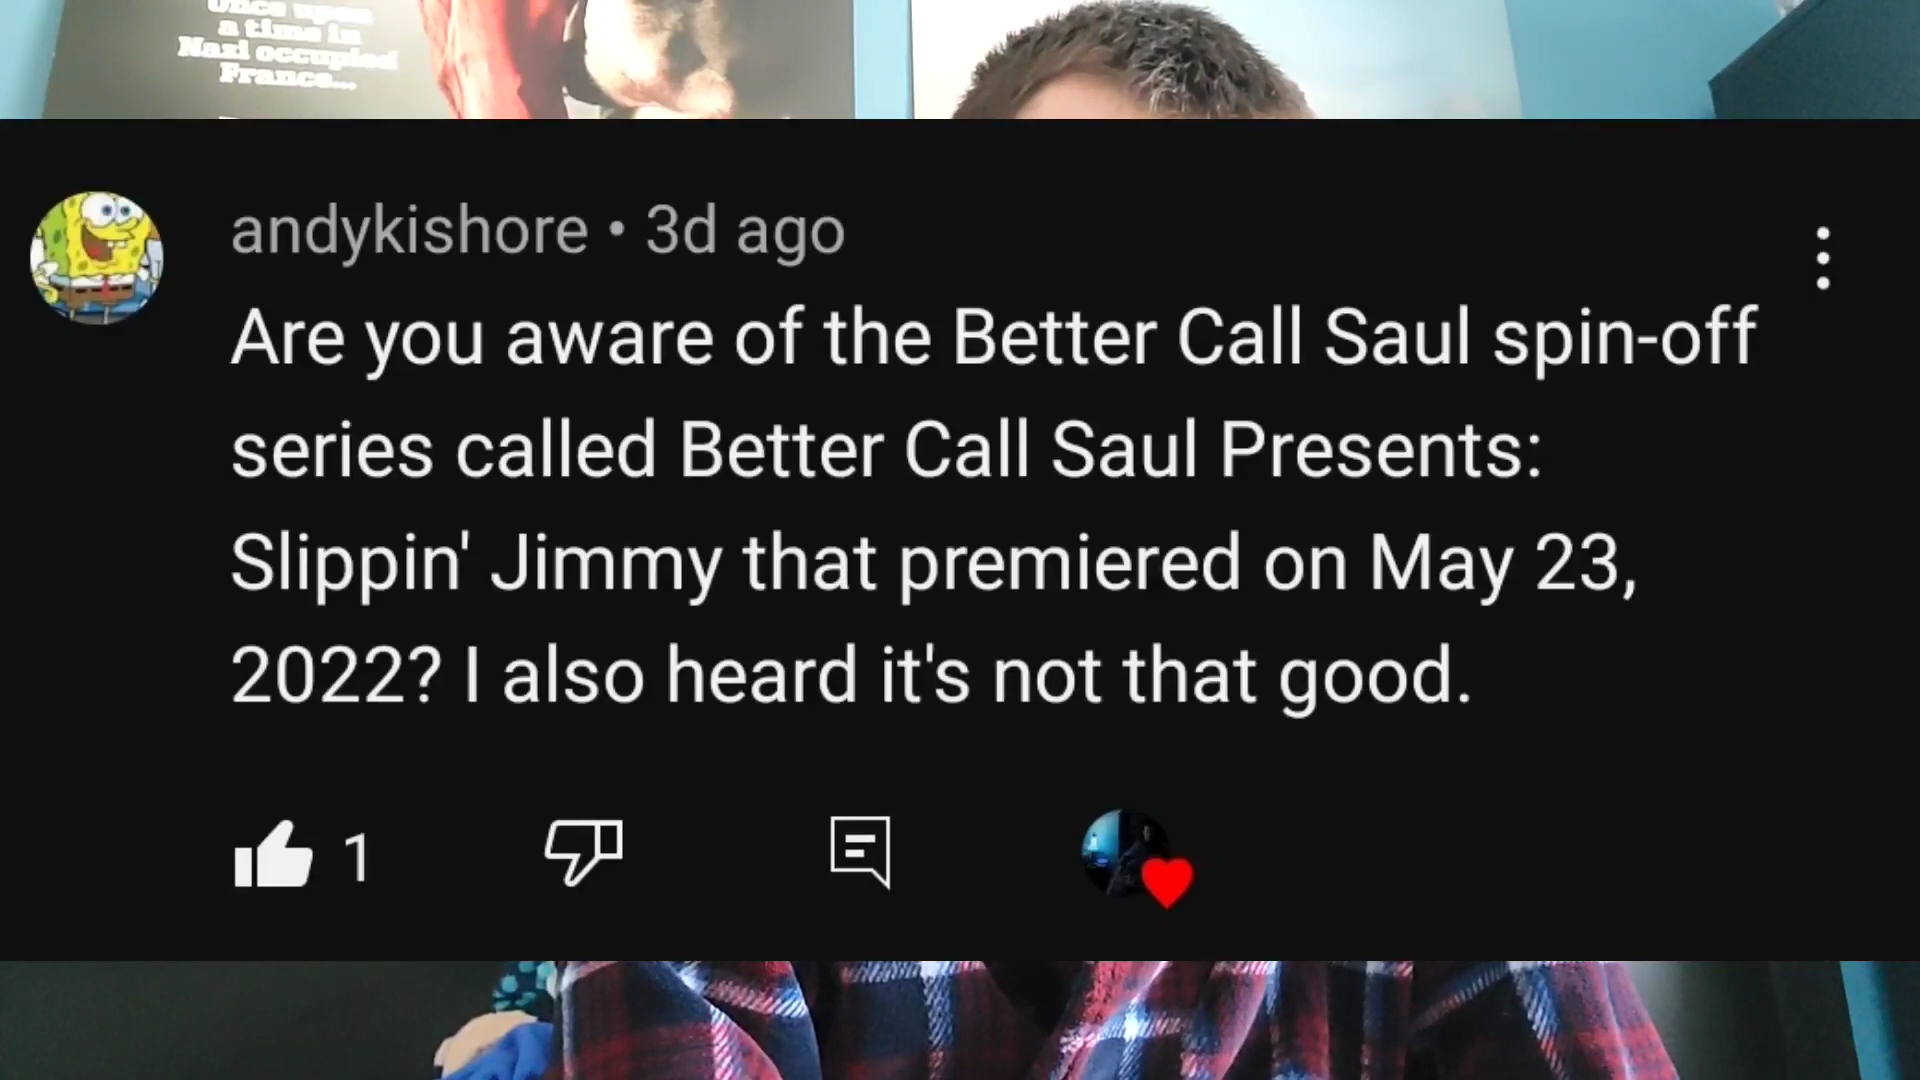 Once upon
a time in
Nazi occupied
France...
andykishore • 3d ago
Are you aware of the Better Call Saul spin-off
series called Better Call Saul Presents:
Slippin' Jimmy that premiered on May 23,
2022? I also heard it's not that good.
1